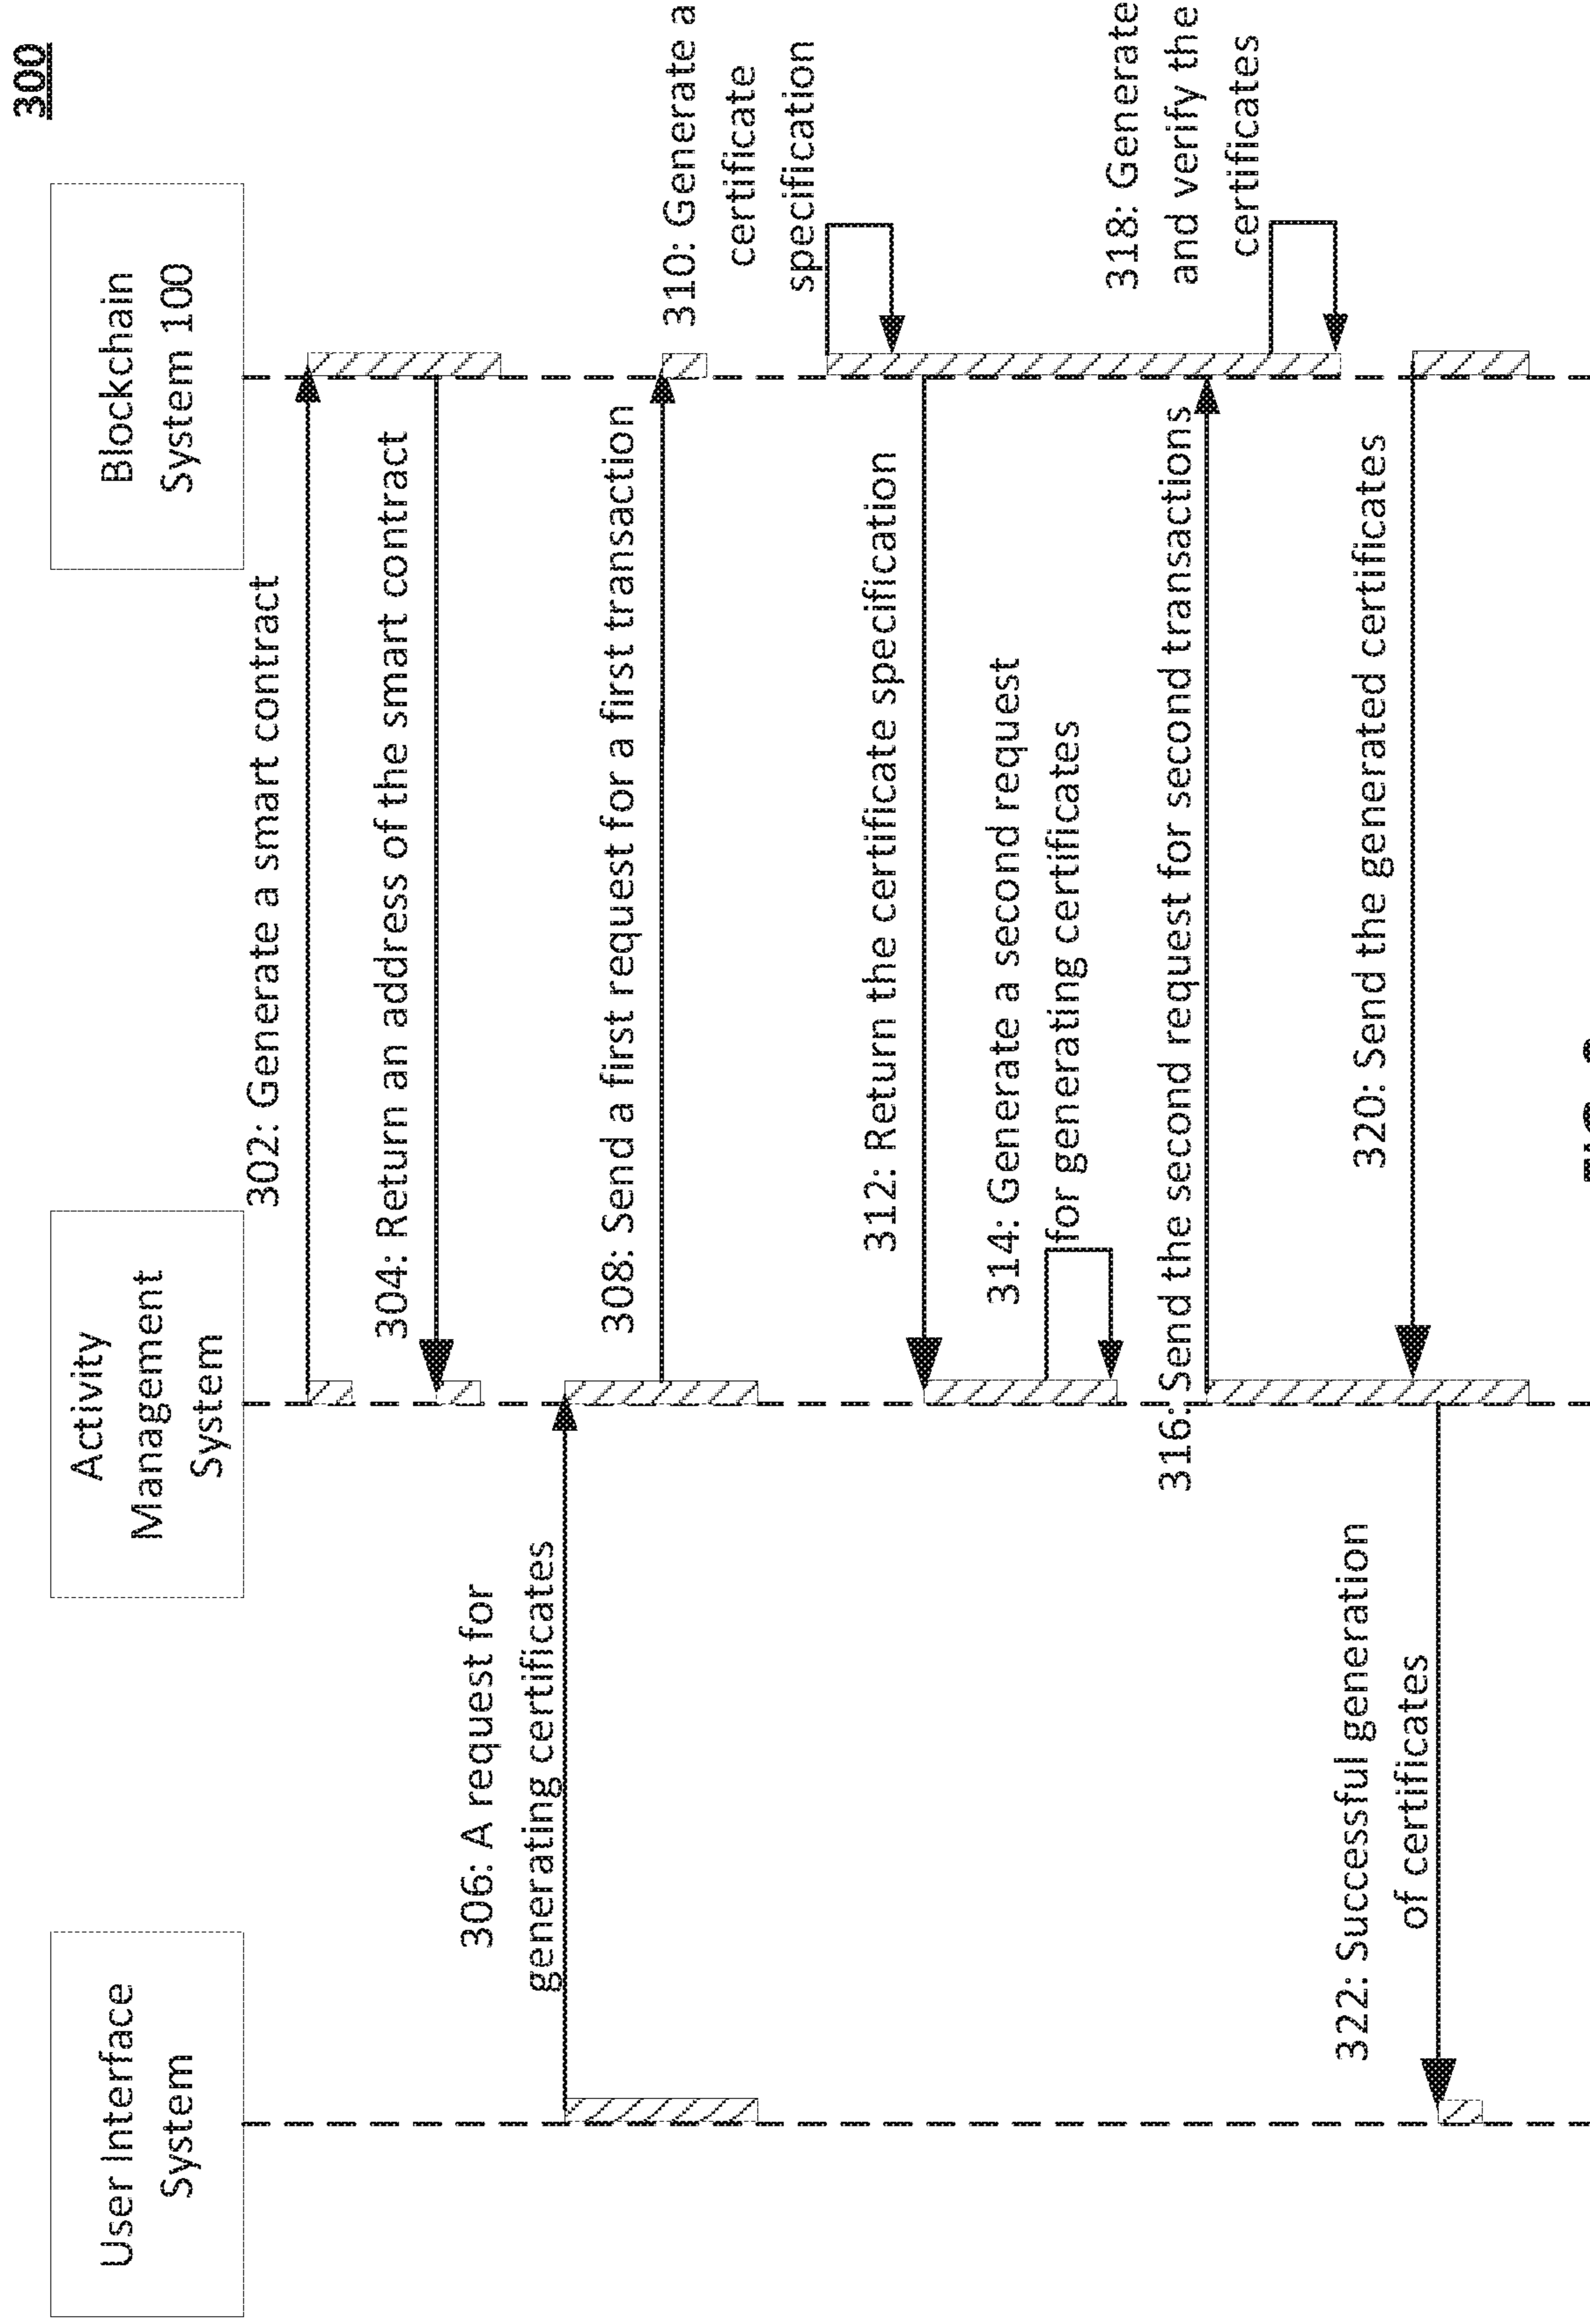 300
User Interface
System
Activity
Management
System
Blockchain
System 100
302: Generate a smart contract
304: Return an address of the smart contract
306: A request for
generating certificates
308: Send a first request for a first transaction
310: Generate a
certificate
specification
312: Return the certificate specification
314: Generate a second request
for generating certificates
316: Send the second request for second transactions
318: Generate
and verify the
certificates
320: Send the generated certificates
322: Successful generation
of certificates